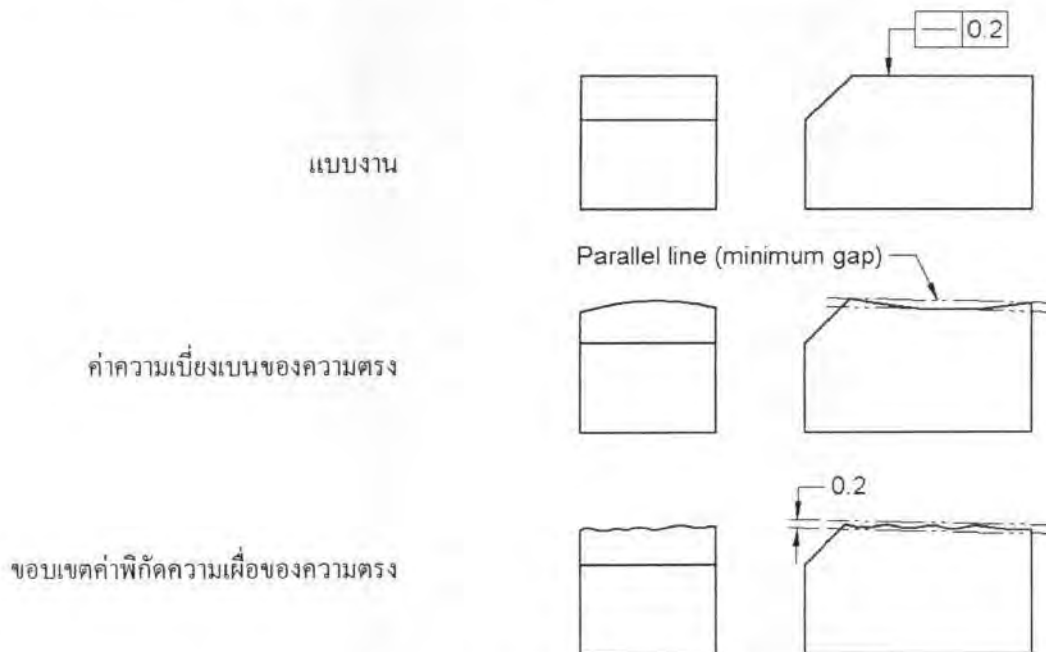 0.2
แบบงาน
Parallel line (minimum gap)
ค่าความเบี่ยงเบนของความตรง
0.2
ขอบเขตค่าพิกัดความเผื่อของความตรง